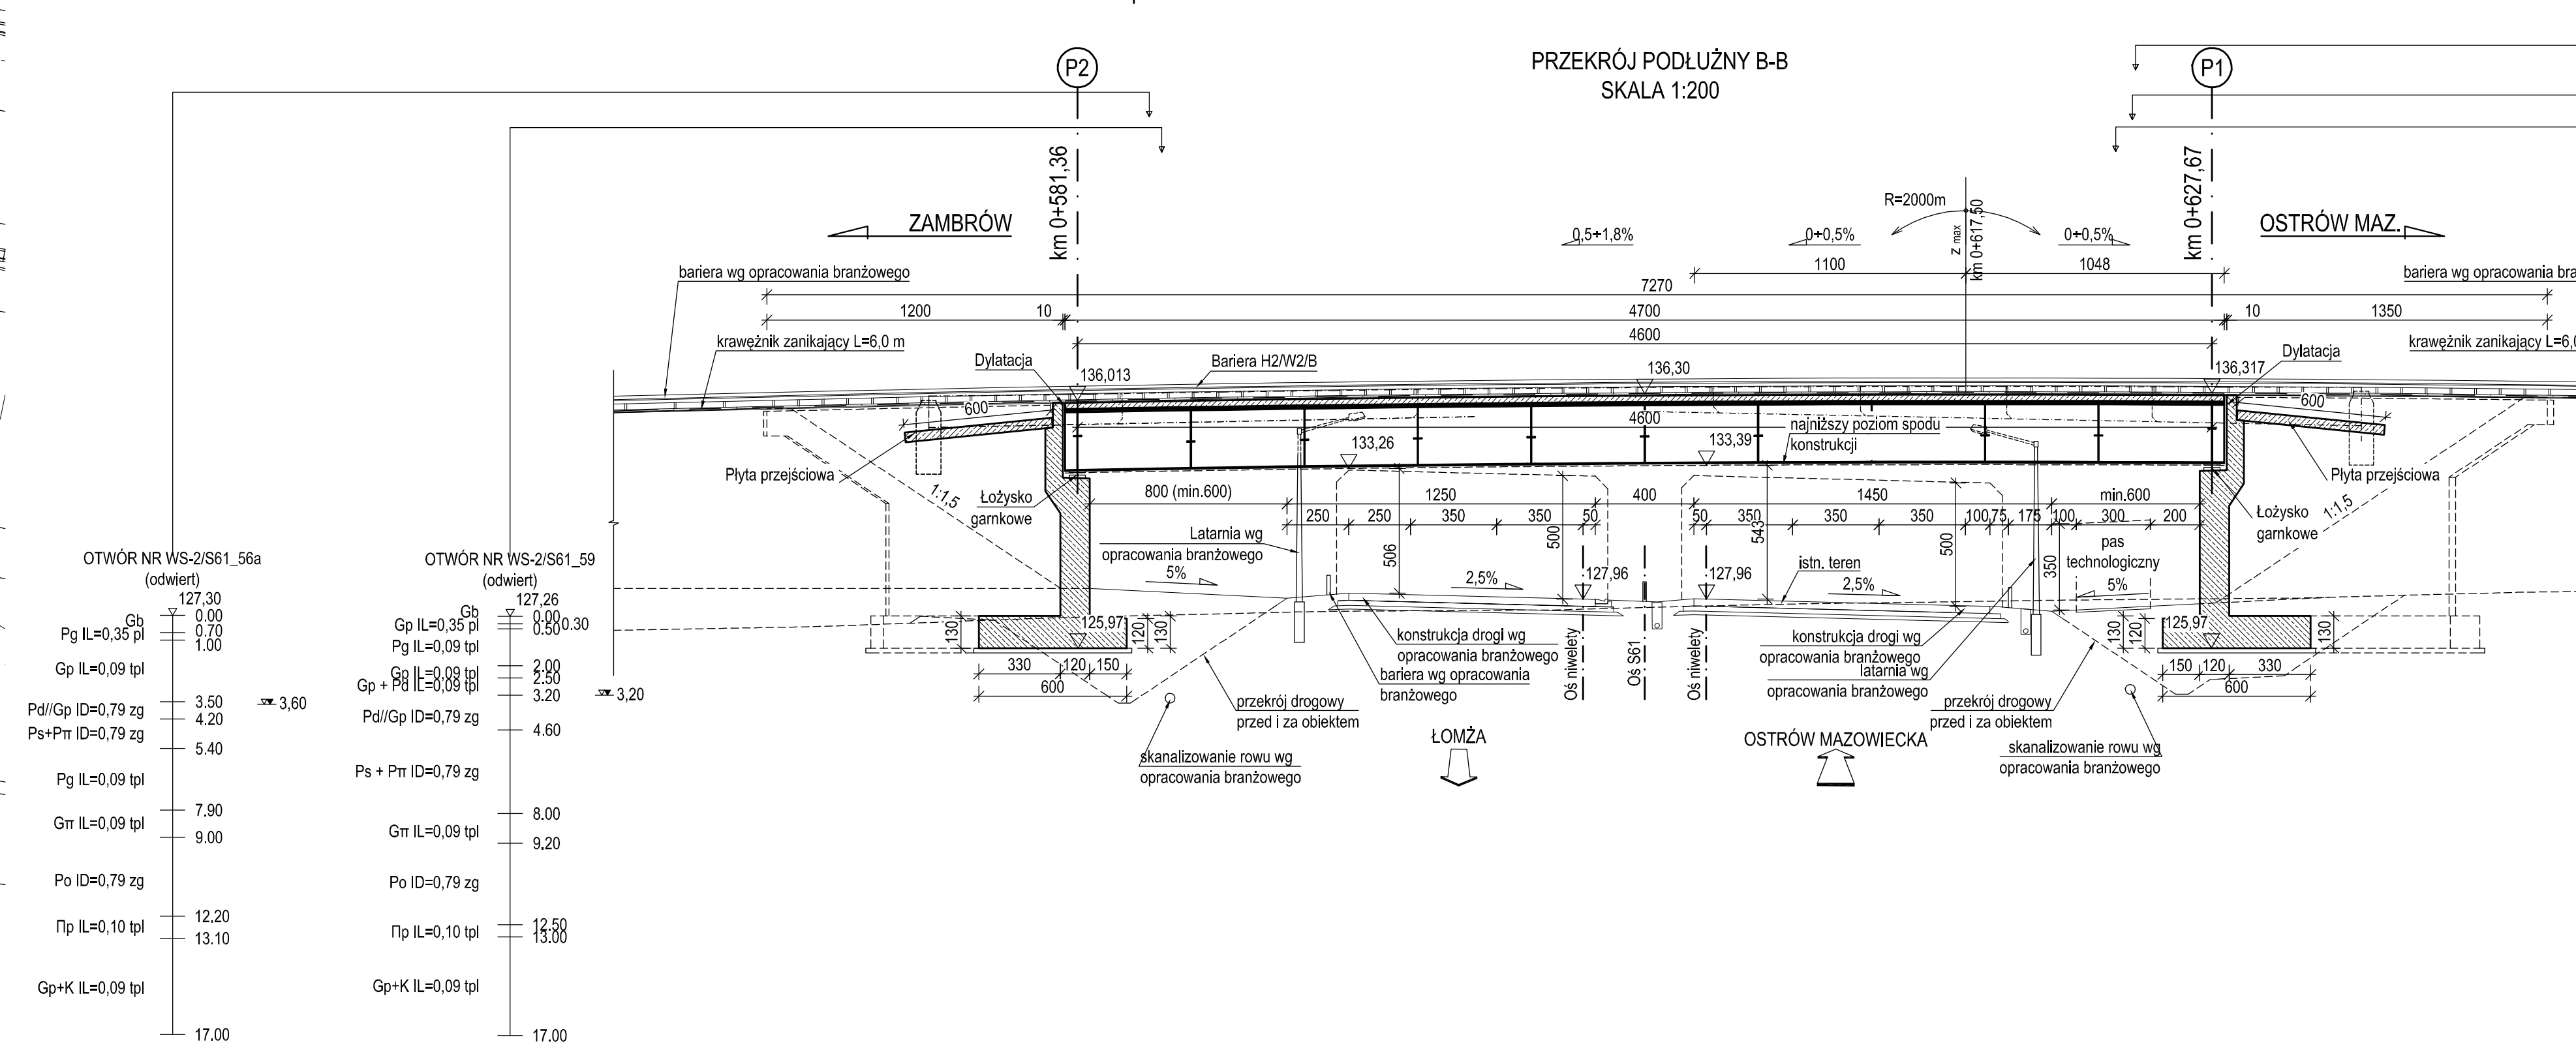 PRZEKRÓJ PODŁUŻNY B-B
SKALA 1:200
P2
P1
km 0+581,36
km 0+627,67
ZAMBRÓW
OSTRÓW MAZ.
R=2000m
z max
km 0+617,50
0,5÷1,8%
0÷0,5%
0÷0,5%
1100
1048
7270
1200
10
4700
10
1350
4600
bariera wg opracowania branżowego
krawężnik zanikający L=6,0 m
Dylatacja
Bariera H2/W2/B
136,013
136,30
136,317
Dylatacja
600
4600
600
133,26
133,39
najniższy poziom spodu
konstrukcji
Płyta przejściowa
1:1,5
Łożysko
garnkowe
800 (min.600)
1250
400
1450
min.600
250
250
350
350
50
50
350
350
350
100
75
175
100
300
200
Płyta przejściowa
1:1,5
Łożysko
garnkowe
Latarnia wg
opracowania branżowego
506
500
543
500
350
pas
technologiczny
5%
5%
2,5%
2,5%
127,96
127,96
istn. teren
125,97
125,97
130
120
130
130
120
130
330
120
150
600
150
120
330
600
konstrukcja drogi wg
opracowania branżowego
bariera wg opracowania
branżowego
konstrukcja drogi wg
opracowania branżowego
latarnia wg
opracowania branżowego
Oś niwelety
Oś S61
Oś niwelety
przekrój drogowy
przed i za obiektem
przekrój drogowy
przed i za obiektem
skanalizowanie rowu wg
opracowania branżowego
skanalizowanie rowu wg
opracowania branżowego
ŁOMŻA
OSTRÓW MAZOWIECKA
OTWÓR NR WS-2/S61_56a
(odwiert)
127,30
Gb
0.00
Pg IL=0,35 pl
0.70
1.00
Gp IL=0,09 tpl
3.50
3,60
Pd//Gp ID=0,79 zg
4.20
Ps+Pπ ID=0,79 zg
5.40
Pg IL=0,09 tpl
7.90
Gπ IL=0,09 tpl
9.00
Po ID=0,79 zg
12.20
Πp IL=0,10 tpl
13.10
Gp+K IL=0,09 tpl
17.00
OTWÓR NR WS-2/S61_59
(odwiert)
127,26
Gb
0.00
0.30
Gp IL=0,35 pl
0.50
Pg IL=0,09 tpl
2.00
Gp IL=0,09 tpl
2.50
Gp + Pd IL=0,09 tpl
3.20
3,20
Pd//Gp ID=0,79 zg
4.60
Ps + Pπ ID=0,79 zg
8.00
Gπ IL=0,09 tpl
9.20
Po ID=0,79 zg
12.50
Πp IL=0,10 tpl
13.00
Gp+K IL=0,09 tpl
17.00
bariera wg opracowania
krawężnik zanikający